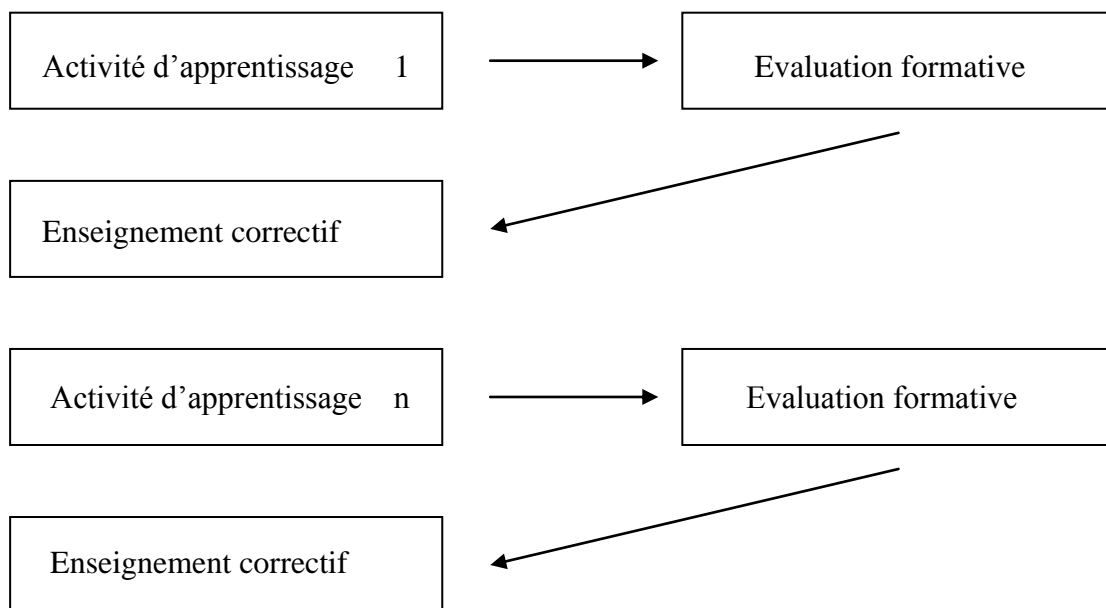 Activité d’apprentissage 1
Evaluation formative
Enseignement correctif
Activité d’apprentissage n
Evaluation formative
Enseignement correctif